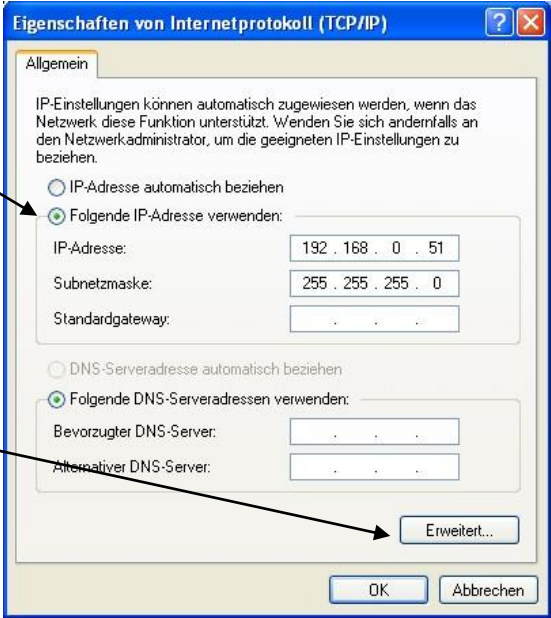 Eigenschaften von Internetprotokoll (TCP/IP)
Allgemein
IP-Einstellungen können automatisch zugewiesen werden, wenn das
Netzwerk diese Funktion unterstützt. Wenden Sie sich andernfalls an
den Netzwerkadministrator, um die geeigneten IP-Einstellungen zu
beziehen.
IP-Adresse automatisch beziehen
Folgende IP-Adresse verwenden:
IP-Adresse: 192 . 168 . 0 . 51
Subnetzmaske: 255 . 255 . 255 . 0
Standardgateway: . . .
DNS-Serveradresse automatisch beziehen
Folgende DNS-Serveradressen verwenden:
Bevorzugter DNS-Server: . . .
Alternativer DNS-Server: . . .
Erweitert...
OK Abbrechen